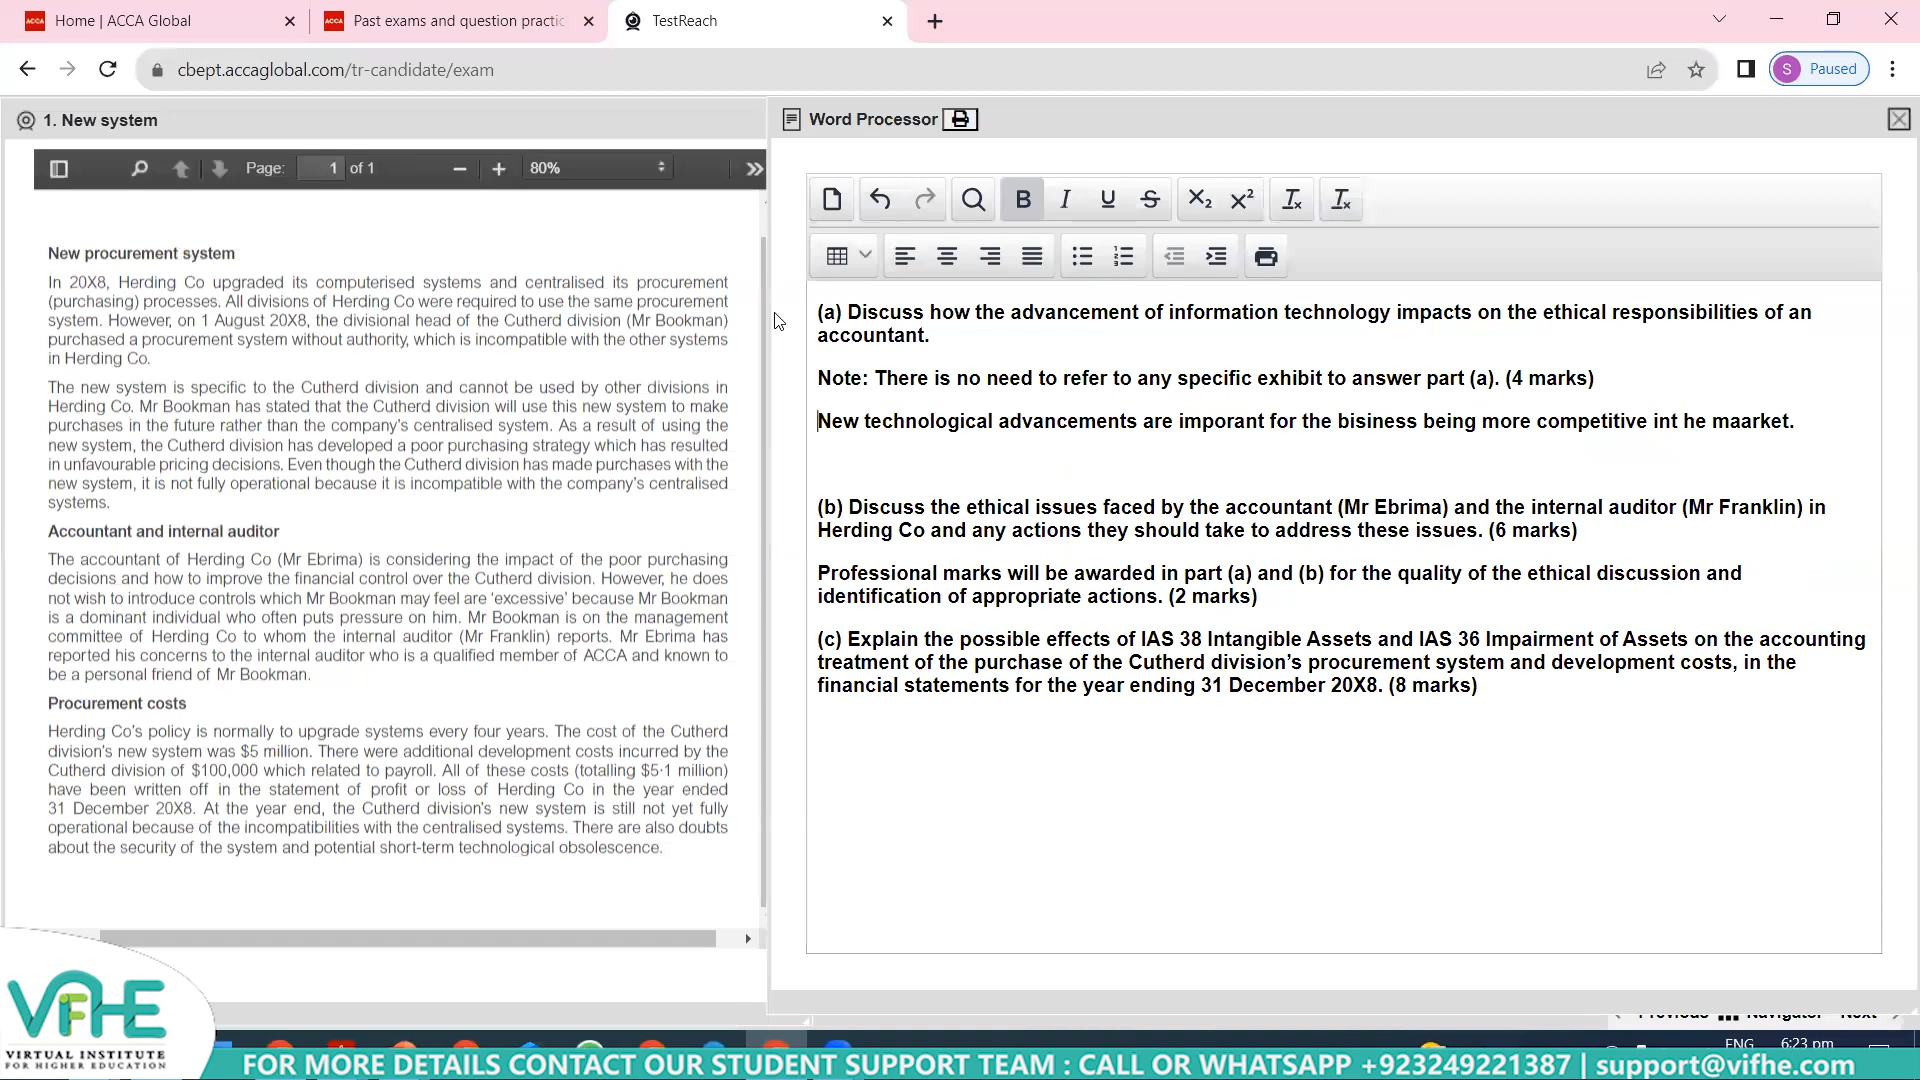 Home | ACCA Global
Past exams and question practic
TestReach
cbept.accaglobal.com/tr-candidate/exam
S Paused
1. New system
Word Processor
Page: 1 of 1 80%
New procurement system
In 20X8, Herding Co upgraded its computerised systems and centralised its procurement
(purchasing) processes. All divisions of Herding Co were required to use the same procurement
system. However, on 1 August 20X8, the divisional head of the Cutherd division (Mr Bookman)
purchased a procurement system without authority, which is incompatible with the other systems
in Herding Co.
The new system is specific to the Cutherd division and cannot be used by other divisions in
Herding Co. Mr Bookman has stated that the Cutherd division will use this new system to make
purchases in the future rather than the company's centralised system. As a result of using the
new system, the Cutherd division has developed a poor purchasing strategy which has resulted
in unfavourable pricing decisions. Even though the Cutherd division has made purchases with the
new system, it is not fully operational because it is incompatible with the company's centralised
systems.
Accountant and internal auditor
The accountant of Herding Co (Mr Ebrima) is considering the impact of the poor purchasing
decisions and how to improve the financial control over the Cutherd division. However, he does
not wish to introduce controls which Mr Bookman may feel are 'excessive' because Mr Bookman
is a dominant individual who often puts pressure on him. Mr Bookman is on the management
committee of Herding Co to whom the internal auditor (Mr Franklin) reports. Mr Ebrima has
reported his concerns to the internal auditor who is a qualified member of ACCA and known to
be a personal friend of Mr Bookman.
Procurement costs
Herding Co's policy is normally to upgrade systems every four years. The cost of the Cutherd
division's new system was $5 million. There were additional development costs incurred by the
Cutherd division of $100,000 which related to payroll. All of these costs (totalling $5·1 million)
have been written off in the statement of profit or loss of Herding Co in the year ended
31 December 20X8. At the year end, the Cutherd division's new system is still not yet fully
operational because of the incompatibilities with the centralised systems. There are also doubts
about the security of the system and potential short-term technological obsolescence.
(a) Discuss how the advancement of information technology impacts on the ethical responsibilities of an
accountant.
Note: There is no need to refer to any specific exhibit to answer part (a). (4 marks)
New technological advancements are imporant for the bisiness being more competitive int he maarket.
(b) Discuss the ethical issues faced by the accountant (Mr Ebrima) and the internal auditor (Mr Franklin) in
Herding Co and any actions they should take to address these issues. (6 marks)
Professional marks will be awarded in part (a) and (b) for the quality of the ethical discussion and
identification of appropriate actions. (2 marks)
(c) Explain the possible effects of IAS 38 Intangible Assets and IAS 36 Impairment of Assets on the accounting
treatment of the purchase of the Cutherd division's procurement system and development costs, in the
financial statements for the year ending 31 December 20X8. (8 marks)
Previous Navigator Next
ENG 6:23 pm
VIFHE
VIRTUAL INSTITUTE
FOR HIGHER EDUCATION
FOR MORE DETAILS CONTACT OUR STUDENT SUPPORT TEAM : CALL OR WHATSAPP +923249221387 | support@vifhe.com